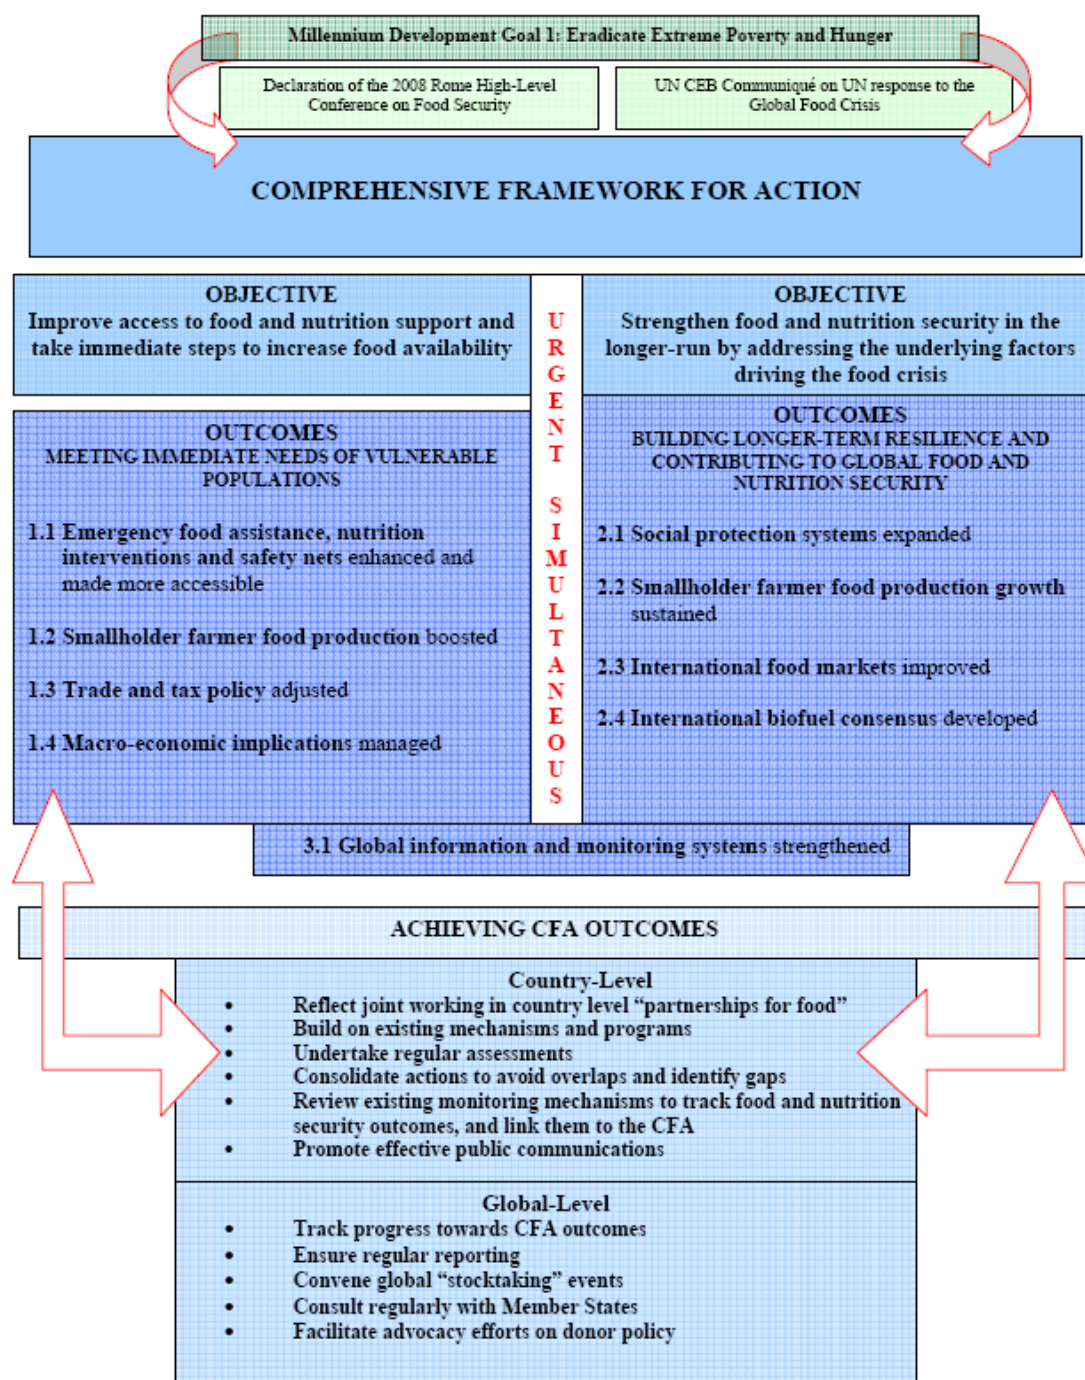 Millennium Development Goal 1: Eradicate Extreme Poverty and Hunger
Declaration of the 2008 Rome High-Level
Conference on Food Security
UN CEB Communiqué on UN response to the
Global Food Crisis
COMPREHENSIVE FRAMEWORK FOR ACTION
OBJECTIVE
Improve access to food and nutrition support and
take immediate steps to increase food availability
OUTCOMES
MEETING IMMEDIATE NEEDS OF VULNERABLE
POPULATIONS
1.1 Emergency food assistance, nutrition
interventions and safety nets enhanced and
made more accessible
1.2 Smallholder farmer food production boosted
1.3 Trade and tax policy adjusted
1.4 Macro-economic implications managed
URGENT SIMULTANEOUS
OBJECTIVE
Strengthen food and nutrition security in the
longer-run by addressing the underlying factors
driving the food crisis
OUTCOMES
BUILDING LONGER-TERM RESILIENCE AND
CONTRIBUTING TO GLOBAL FOOD AND
NUTRITION SECURITY
2.1 Social protection systems expanded
2.2 Smallholder farmer food production growth
sustained
2.3 International food markets improved
2.4 International biofuel consensus developed
3.1 Global information and monitoring systems strengthened
ACHIEVING CFA OUTCOMES
Country-Level
• Reflect joint working in country level “partnerships for food”
• Build on existing mechanisms and programs
• Undertake regular assessments
• Consolidate actions to avoid overlaps and identify gaps
• Review existing monitoring mechanisms to track food and nutrition
security outcomes, and link them to the CFA
• Promote effective public communications
Global-Level
• Track progress towards CFA outcomes
• Ensure regular reporting
• Convene global “stocktaking” events
• Consult regularly with Member States
• Facilitate advocacy efforts on donor policy